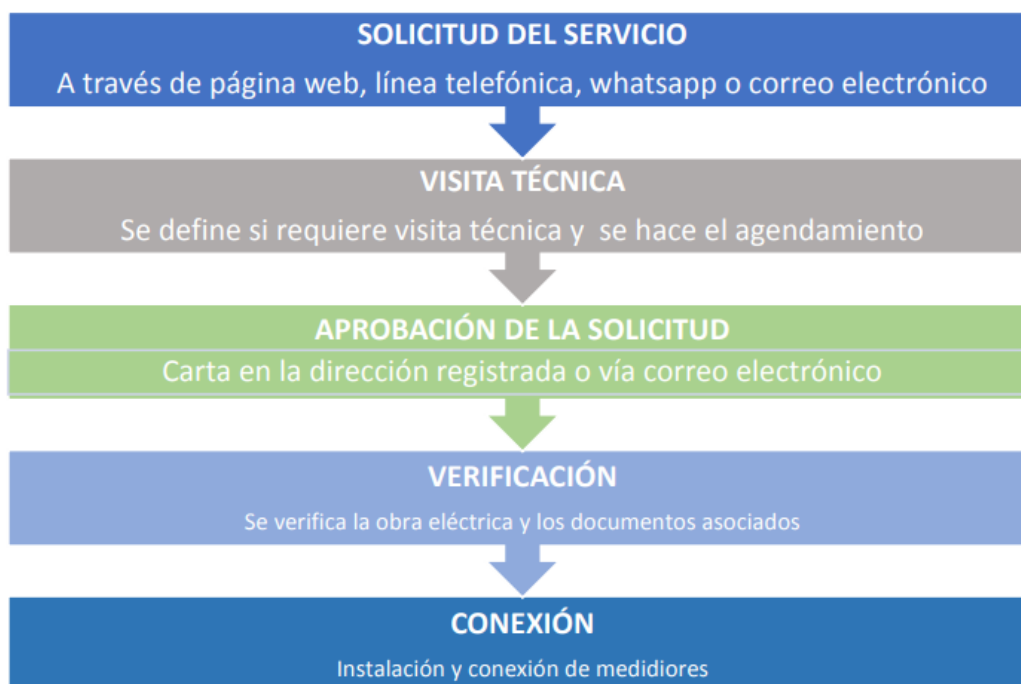 SOLICITUD DEL SERVICIO
A través de página web, línea telefónica, whatsapp o correo electrónico
VISITA TÉCNICA
Se define si requiere visita técnica y  se hace el agendamiento
APROBACIÓN DE LA SOLICITUD
Carta en la dirección registrada o vía correo electrónico
VERIFICACIÓN
Se verifica la obra eléctrica y los documentos asociados
CONEXIÓN
Instalación y conexión de medidiores